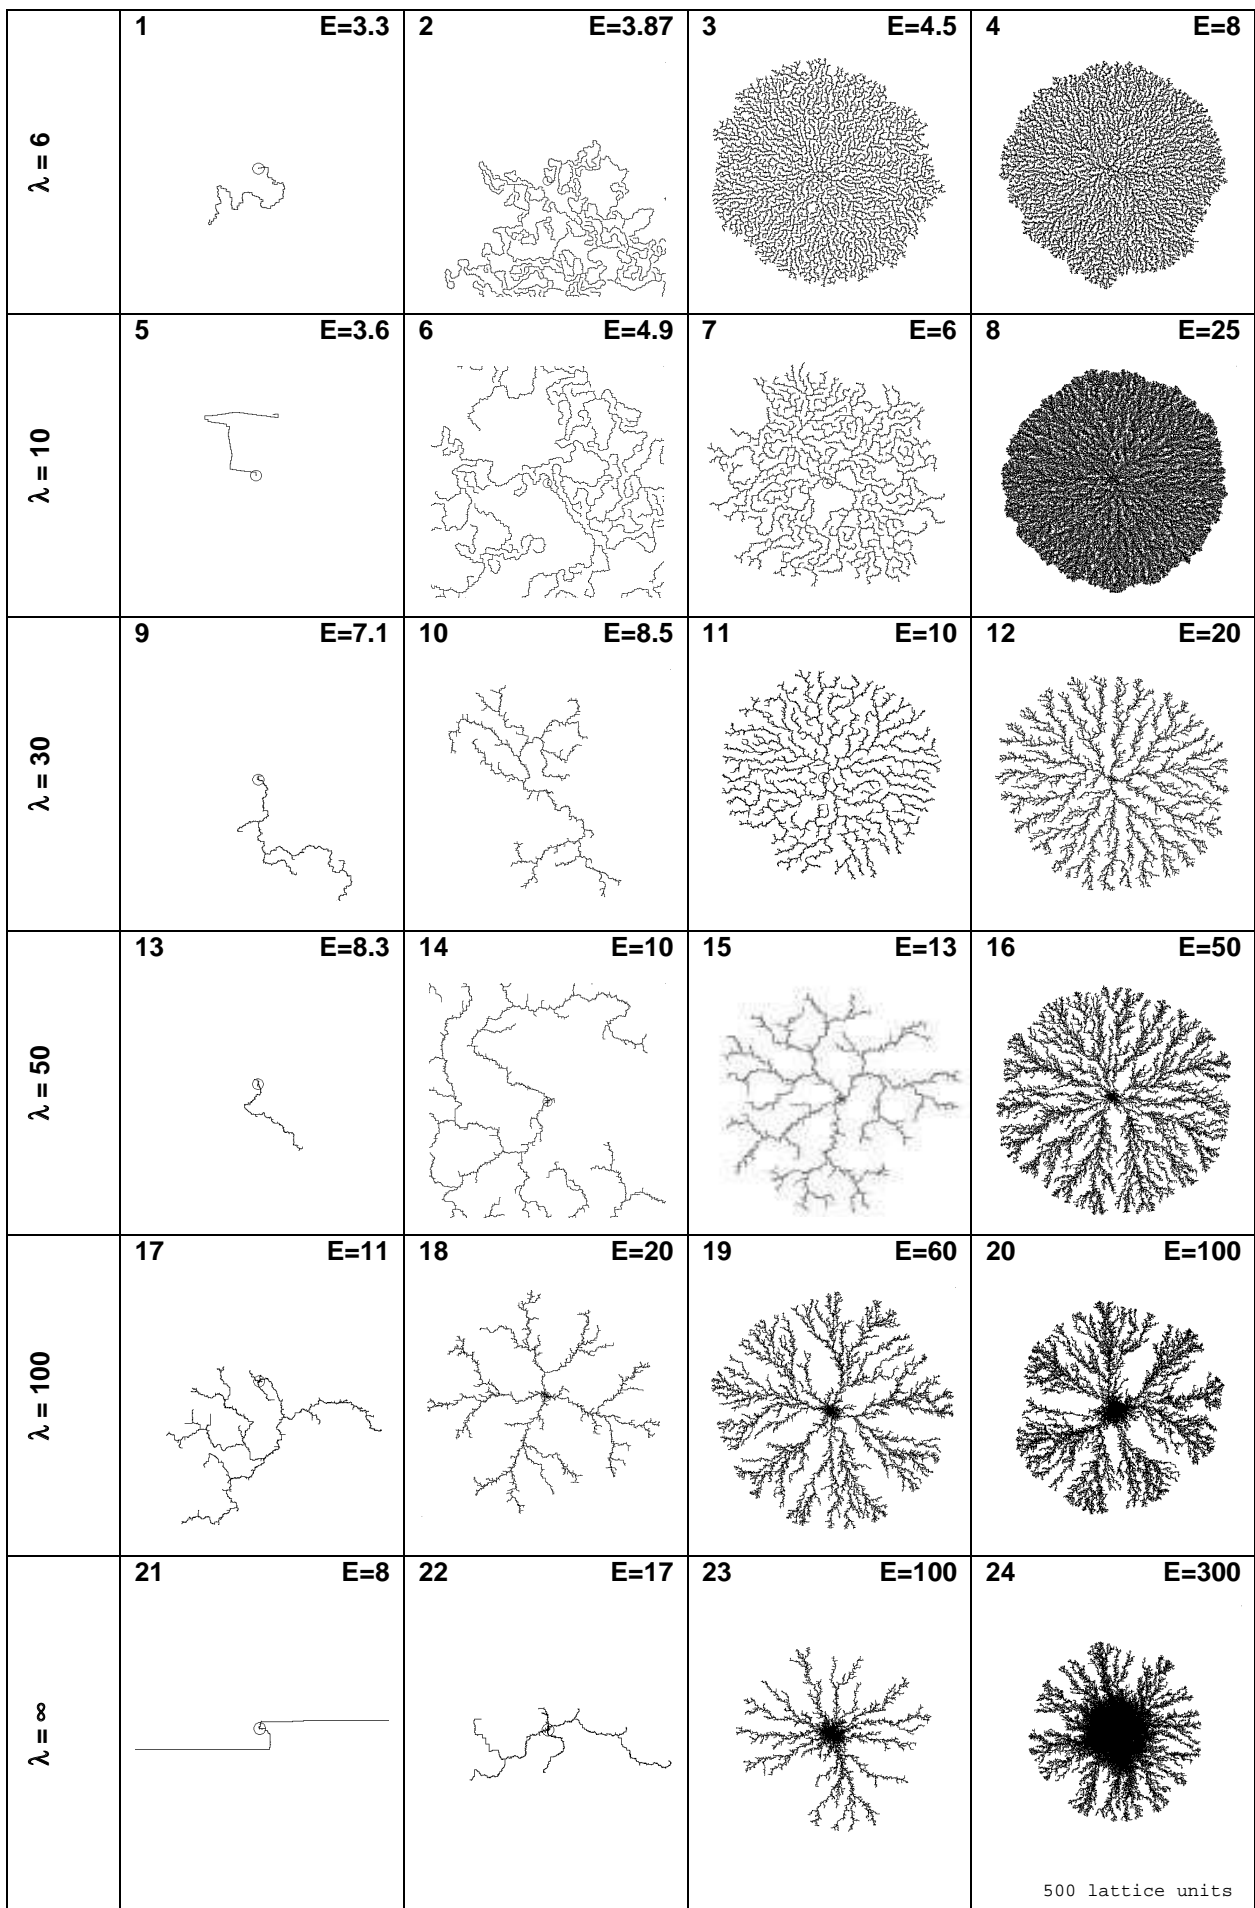 1 E=3.3 2 E=3.87 3 E=4.5 4 E=8
λ = 6
5 E=3.6 6 E=4.9 7 E=6 8 E=25
λ = 10
9 E=7.1 10 E=8.5 11 E=10 12 E=20
λ = 30
13 E=8.3 14 E=10 15 E=13 16 E=50
λ = 50
17 E=11 18 E=20 19 E=60 20 E=100
λ = 100
21 E=8 22 E=17 23 E=100 24 E=300
λ = ∞
500 lattice units